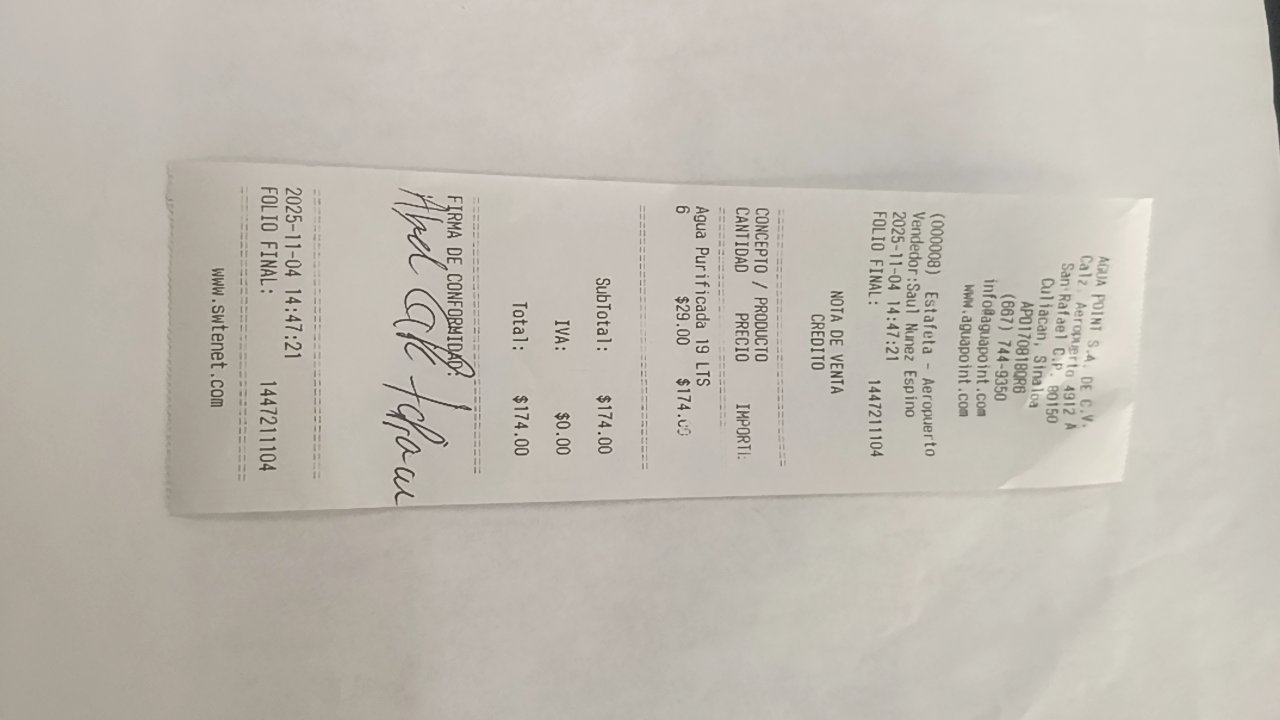 AGUA POINT S.A. DE C.V.
Calz. Aeropuerto 4912 A
San Rafael C.P. 80150
Culiacan, Sinaloa
APO170818QR6
(667) 744-9350
info@aguapoint.com
www.aguapoint.com
(000008) Estafeta - Aeropuerto
Vendedor:Saul Nunez Espino
2025-11-04 14:47:21
FOLIO FINAL: 1447211104
NOTA DE VENTA
CREDITO
CONCEPTO / PRODUCTO
CANTIDAD PRECIO IMPORTE
Agua Purificada 19 LTS
6 $29.00 $174.00
SubTotal: $174.00
IVA: $0.00
Total: $174.00
FIRMA DE CONFORMIDAD:
2025-11-04 14:47:21
FOLIO FINAL: 1447211104
www.swtenet.com